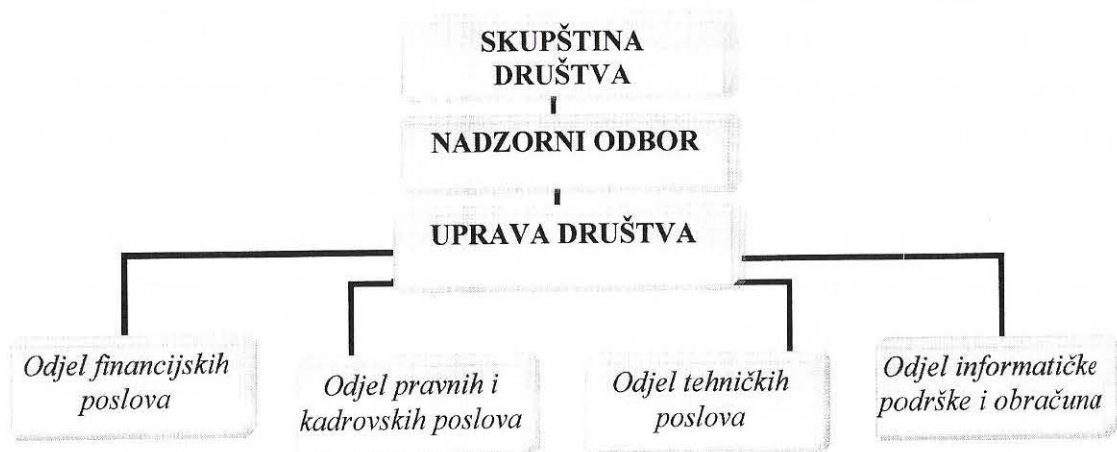 SKUPŠTINA
DRUŠTVA
NADZORNI ODBOR
UPRAVA DRUŠTVA
Odjel financijskih
poslova
Odjel pravnih i
kadrovskih poslova
Odjel tehničkih
poslova
Odjel informatičke
podrške i obračuna